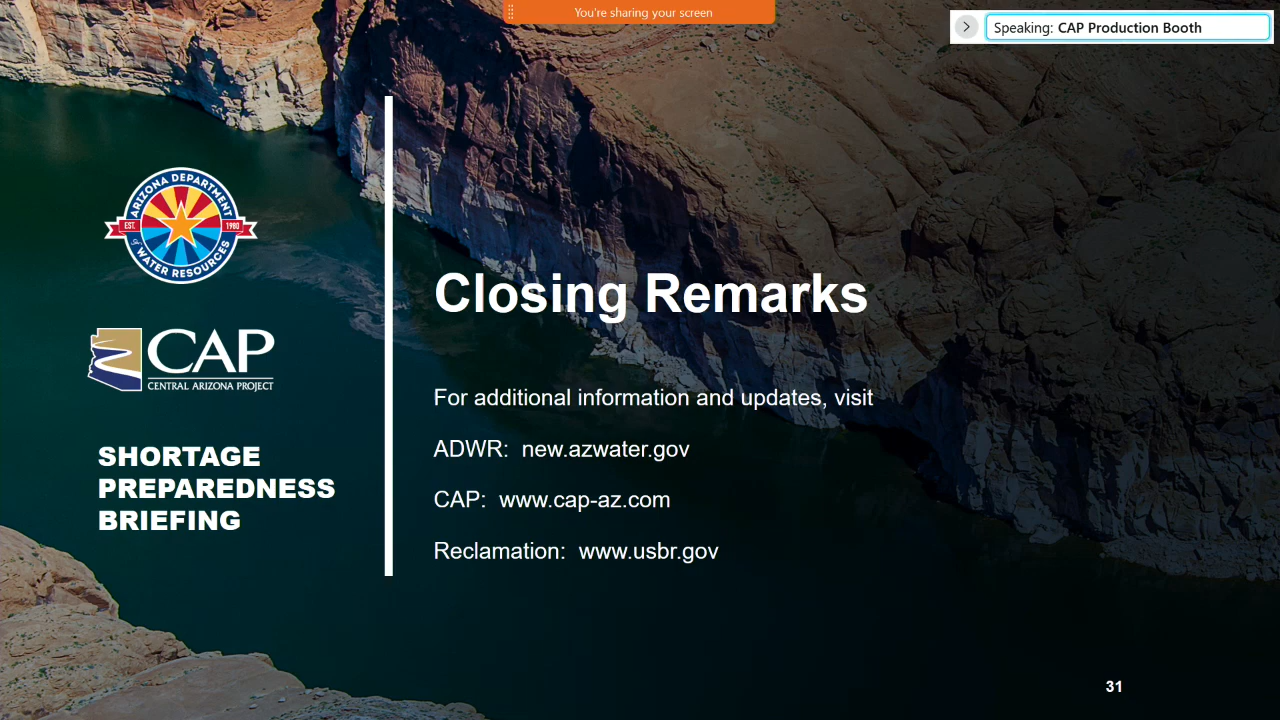 You're sharing your screen
Speaking: CAP Production Booth
ARIZONA DEPARTMENT
EST. 1980
of WATER RESOURCES
CAP
CENTRAL ARIZONA PROJECT
SHORTAGE
PREPAREDNESS
BRIEFING
Closing Remarks
For additional information and updates, visit
ADWR: new.azwater.gov
CAP: www.cap-az.com
Reclamation: www.usbr.gov
31